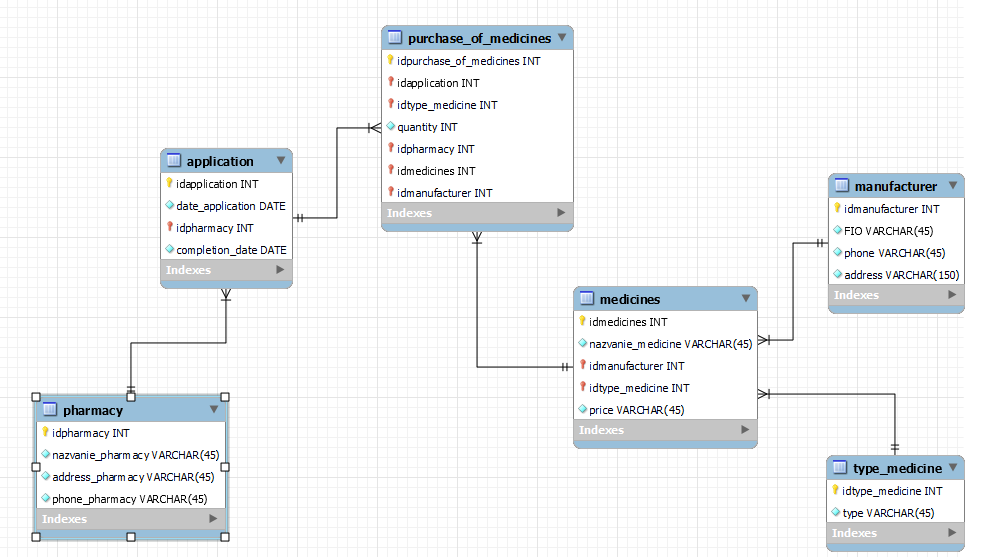 purchase_of_medicines
idpurchase_of_medicines INT
idapplication INT
idtype_medicine INT
quantity INT
idpharmacy INT
idmedicines INT
idmanufacturer INT
Indexes
application
idapplication INT
date_application DATE
idpharmacy INT
completion_date DATE
Indexes
manufacturer
idmanufacturer INT
FIO VARCHAR(45)
phone VARCHAR(45)
address VARCHAR(150)
Indexes
medicines
idmedicines INT
nazvanie_medicine VARCHAR(45)
idmanufacturer INT
idtype_medicine INT
price VARCHAR(45)
Indexes
pharmacy
idpharmacy INT
nazvanie_pharmacy VARCHAR(45)
address_pharmacy VARCHAR(45)
phone_pharmacy VARCHAR(45)
Indexes
type_medicine
idtype_medicine INT
type VARCHAR(45)
Indexes